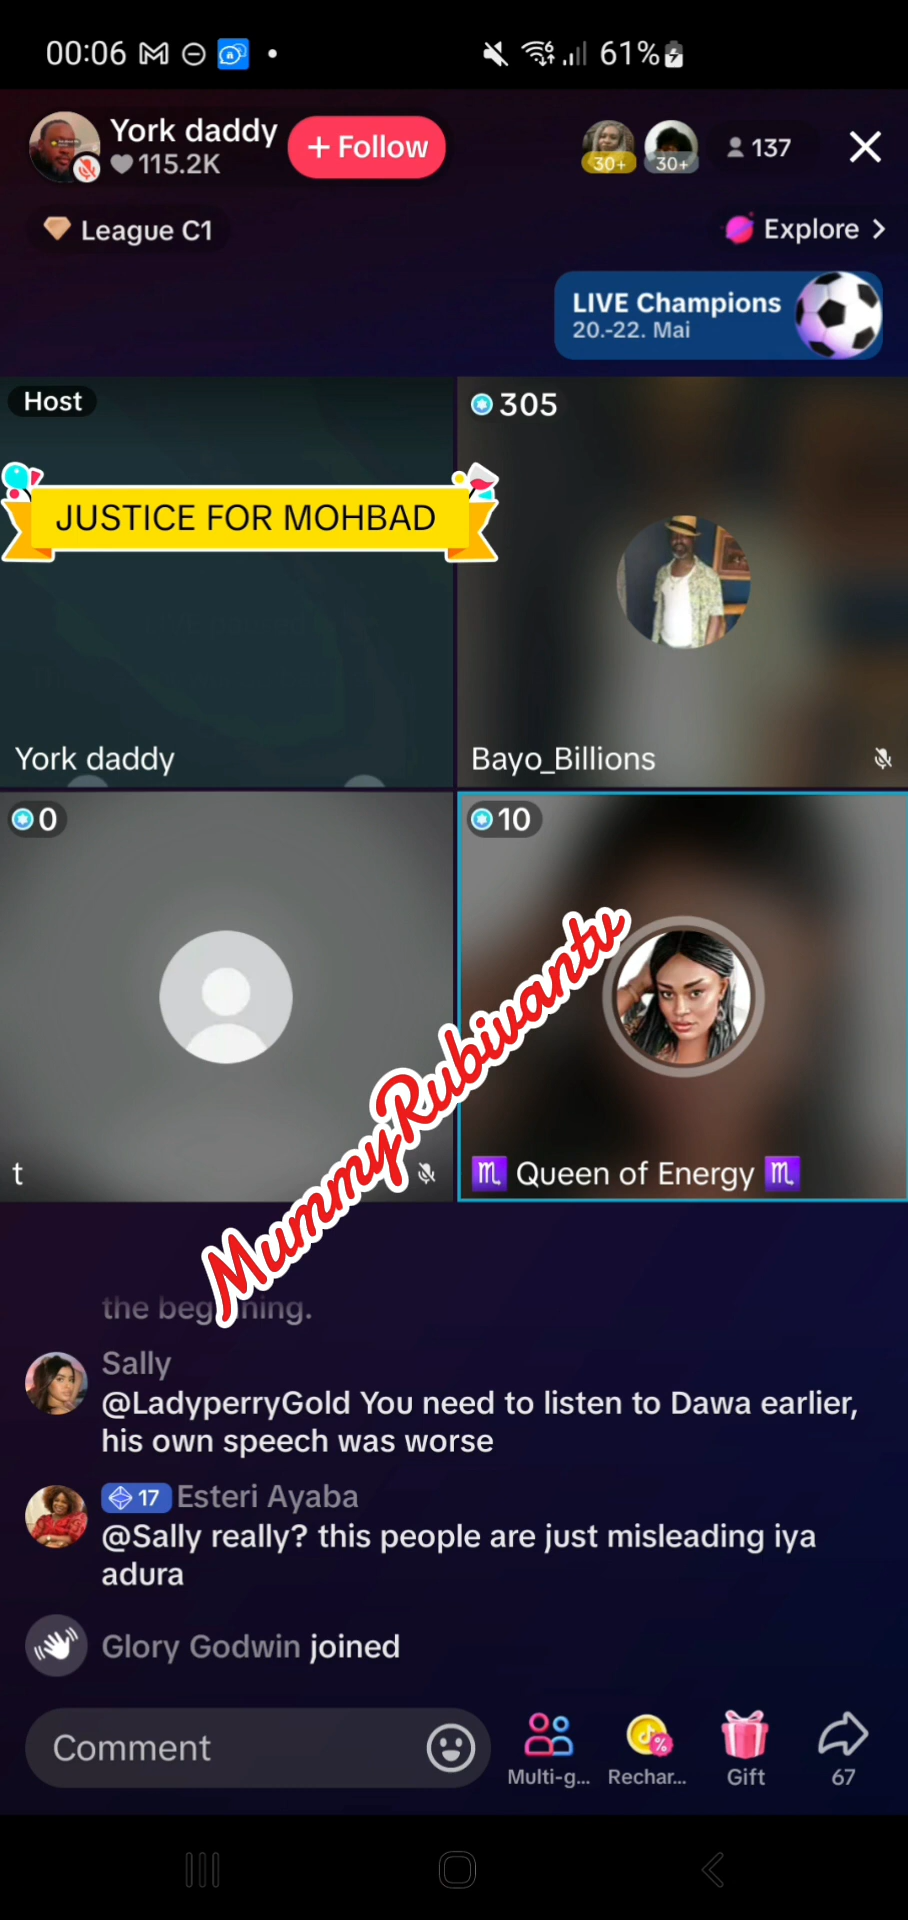 00:06
61%
York daddy
115.2K
+ Follow
30+
30+
137
League C1
Explore >
LIVE Champions
20.-22. Mai
Host
305
JUSTICE FOR MOHBAD
York daddy
Bayo_Billions
0
10
t
♏ Queen of Energy ♏
MummyRubivantv
the beginning.
Sally
@LadyperryGold You need to listen to Dawa earlier,
his own speech was worse
17 Esteri Ayaba
@Sally really? this people are just misleading iya
adura
Glory Godwin joined
Comment
Multi-g...
Rechar...
Gift
67